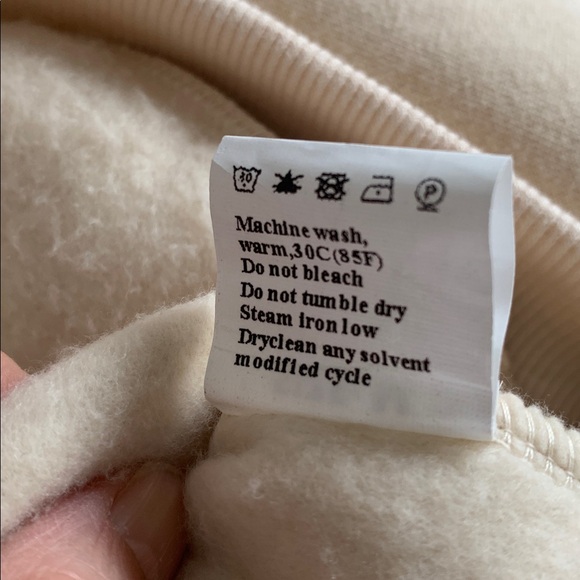 30 P
Machine wash,
warm,30C(85F)
Do not bleach
Do not tumble dry
Steam iron low
Dryclean any solvent
modified cycle